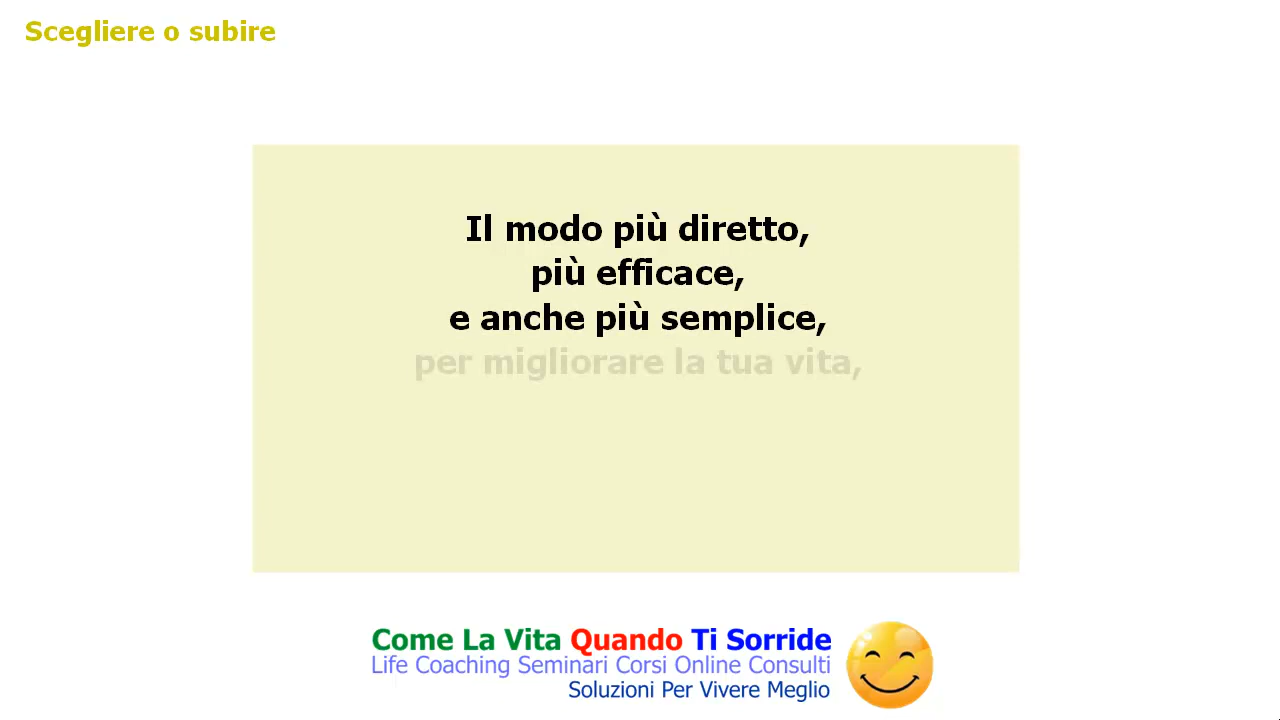 Scegliere o subire
Il modo più diretto,
più efficace,
e anche più semplice,
per migliorare la tua vita,
Come La Vita Quando Ti Sorride
Life Coaching Seminari Corsi Online Consulti
Soluzioni Per Vivere Meglio